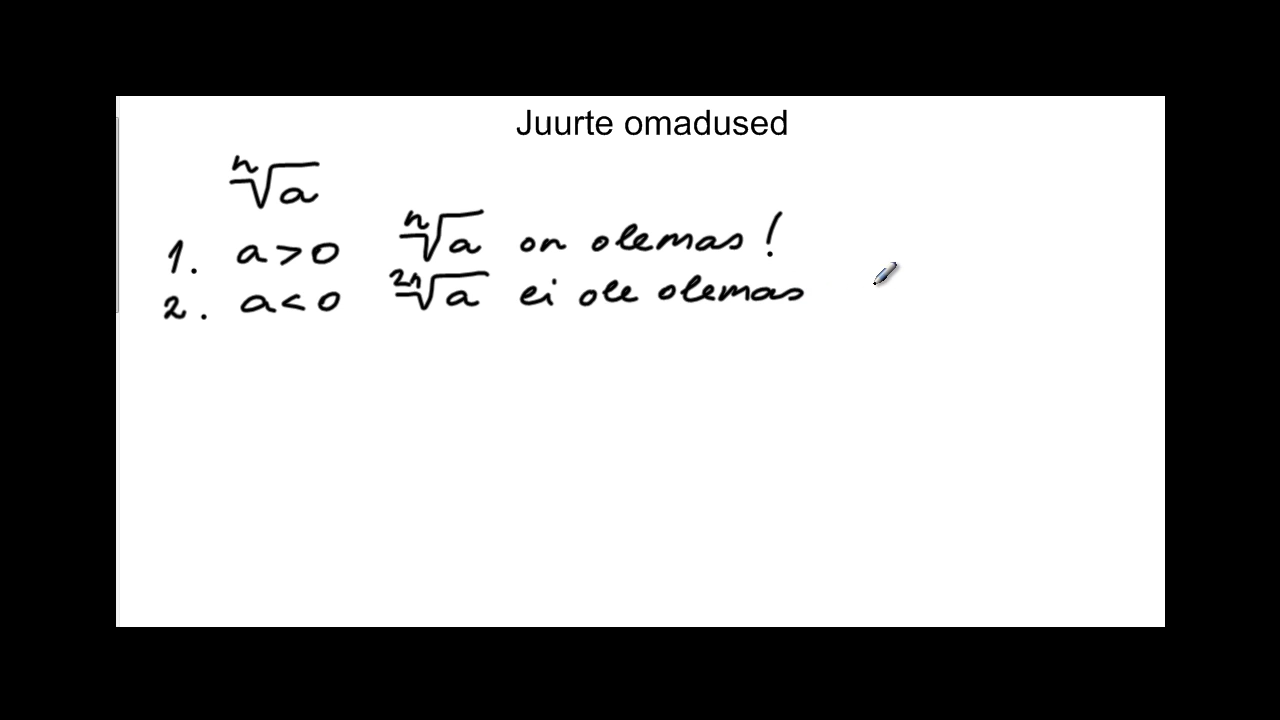 Juurte omadused
ⁿ√a
1. a > 0 ⁿ√a on olemas!
2. a < 0 ²ⁿ√a ei ole olemas